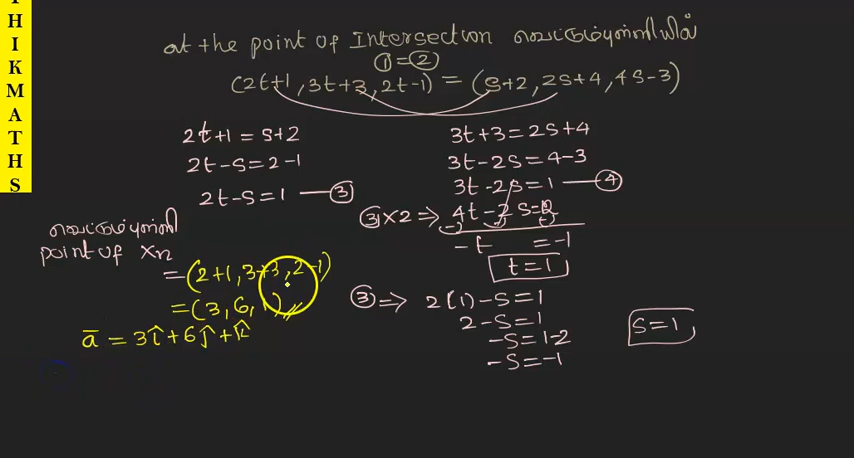 T
H
I
K
M
A
T
H
S
at the point of Intersection வெட்டும்புள்ளியில்
① = ②
(2t+1, 3t+3, 2t-1) = (s+2, 2s+4, 4s-3)
2t+1 = s+2
2t-s = 2-1
2t-s = 1 — ③
3t+3 = 2s+4
3t-2s = 4-3
3t-2s = 1 — ④
③×2 ⇒ 4t-2s = 2
(-) (-) (-)
-t = -1
t = 1
③ ⇒ 2(1)-s = 1
2-s = 1
-s = 1-2
-s = -1
s = 1
வெட்டும்புள்ளி
point of Xn
= (2+1, 3+3, 2-1)
= (3, 6, 1)
a̅ = 3î+6ĵ+k̂